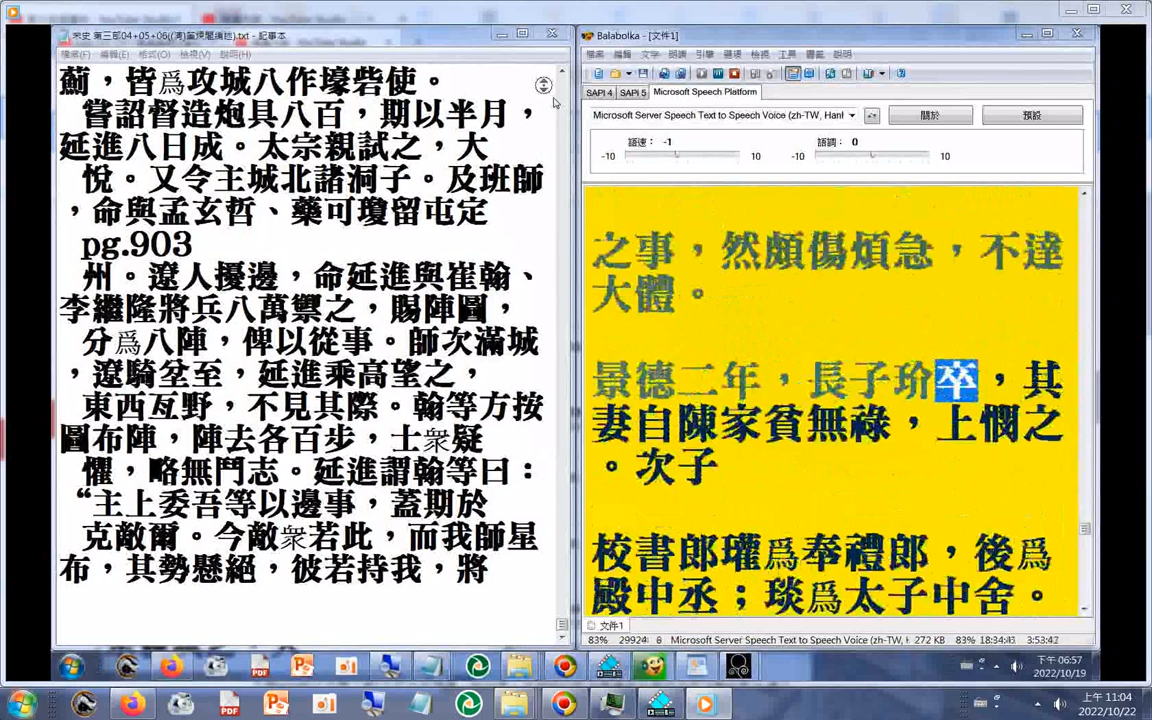 宋史 第三部04+05+06((清)董煥閣繡毯).txt - 記事本
檔案(F) 編輯(E) 格式(O) 檢視(V) 說明(H)
薊，皆爲攻城八作壕砦使。
嘗詔督造炮具八百，期以半月，
延進八日成。太宗親試之，大
悅。又令主城北諸洞子。及班師
，命與孟玄哲、藥可瓊留屯定
pg.903
州。遼人擾邊，命延進與崔翰、
李繼隆將兵八萬禦之，賜陣圖，
分爲八陣，俾以從事。師次滿城
，遼騎坌至，延進乘高望之，
東西亙野，不見其際。翰等方按
圖布陣，陣去各百步，士衆疑
懼，略無鬥志。延進謂翰等曰：
“主上委吾等以邊事，蓋期於
克敵爾。今敵衆若此，而我師星
布，其勢懸絕，彼若持我，將
Balabolka - [文件1]
檔案 編輯 文字 朗讀 引擎 選項 檢視 工具 書籤 說明
SAPI 4 SAPI 5 Microsoft Speech Platform
Microsoft Server Speech Text to Speech Voice (zh-TW, Hanl
關於 預設
語速： -1 語調： 0
-10 10 -10 10
之事，然頗傷煩急，不達
大體。
景德二年，長子玠卒，其
妻自陳家貧無祿，上憫之
。次子
校書郎瓘爲奉禮郎，後爲
殿中丞；琰爲太子中舍。
文件1
83% 29924: 0 Microsoft Server Speech Text to Speech Voice (zh-TW, H 272 KB 83% 18:34:43 3:53:42
下午 06:57
2022/10/19
上午 11:04
2022/10/22